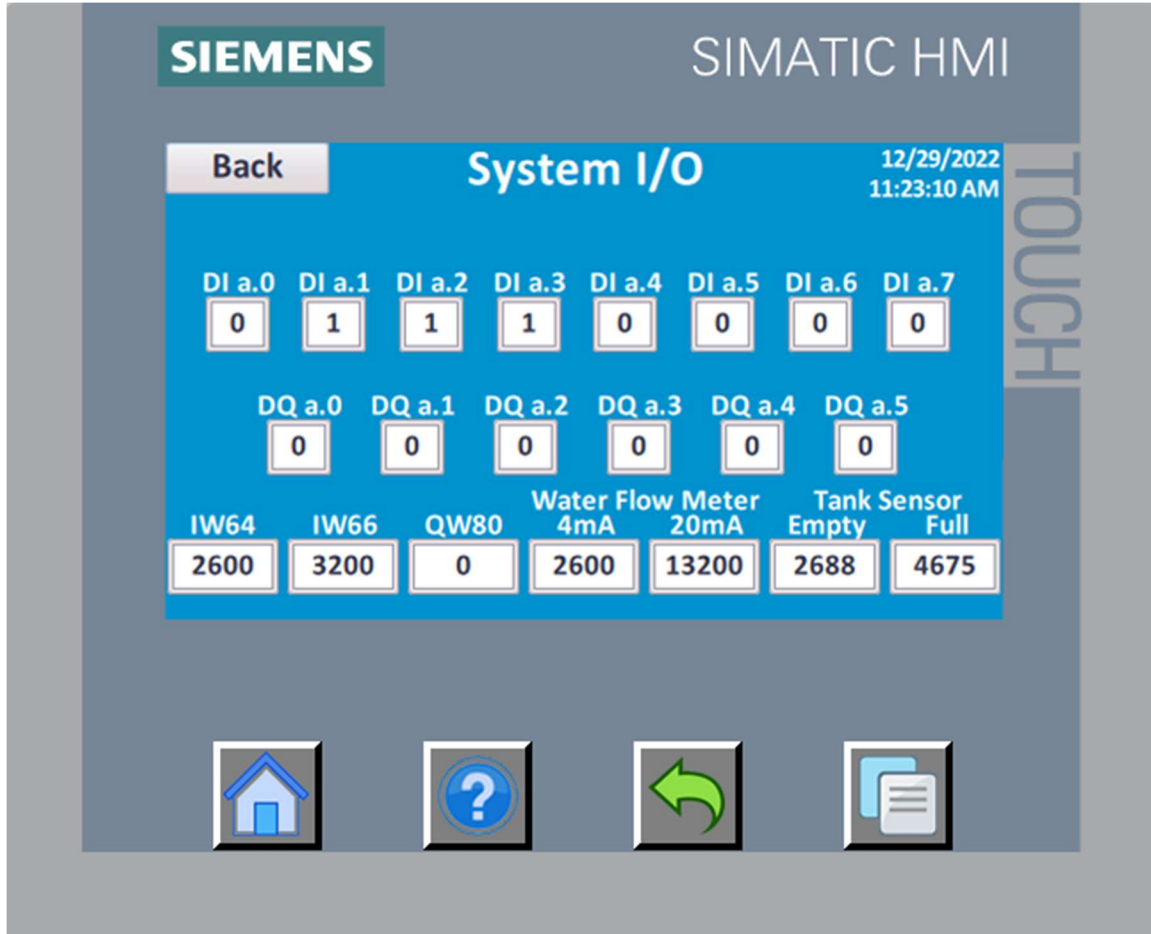 SIEMENS SIMATIC HMI
TOUCH
Back System I/O 12/29/2022
11:23:10 AM
DI a.0 DI a.1 DI a.2 DI a.3 DI a.4 DI a.5 DI a.6 DI a.7
0 1 1 1 0 0 0 0
DQ a.0 DQ a.1 DQ a.2 DQ a.3 DQ a.4 DQ a.5
0 0 0 0 0 0
Water Flow Meter Tank Sensor
IW64 IW66 QW80 4mA 20mA Empty Full
2600 3200 0 2600 13200 2688 4675
?